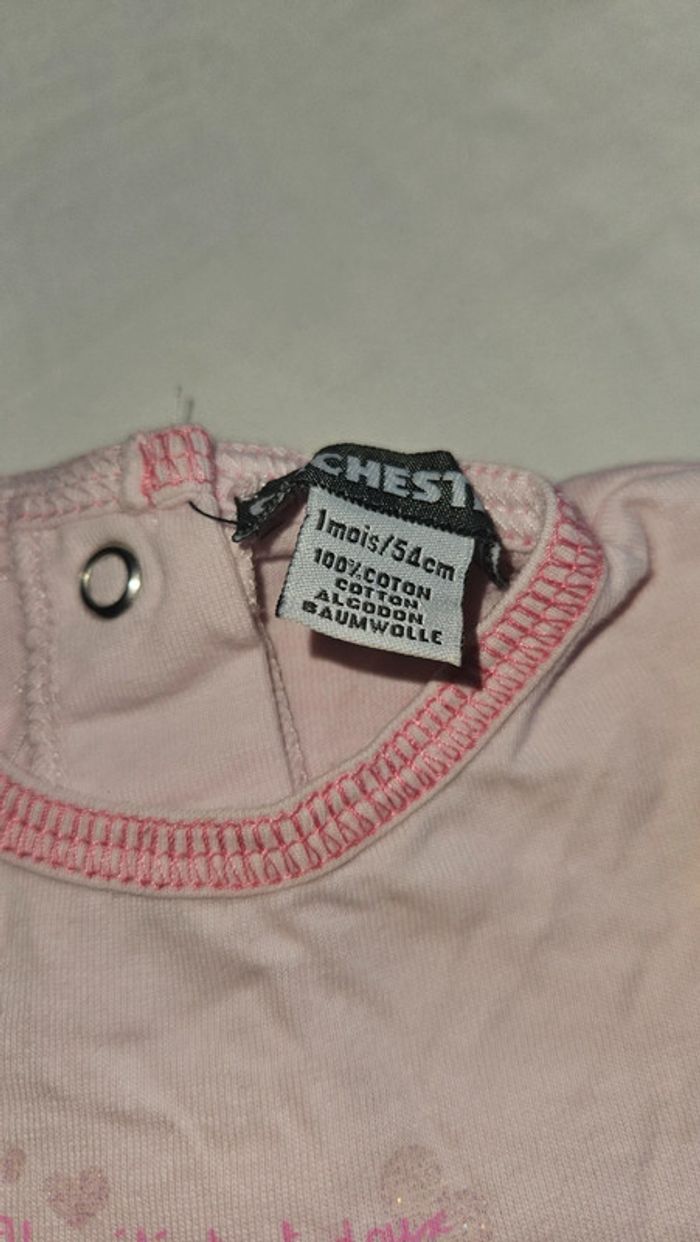 CHEST
1mois/54cm
100%COTON
COTTON
ALGODON
BAUMWOLLE